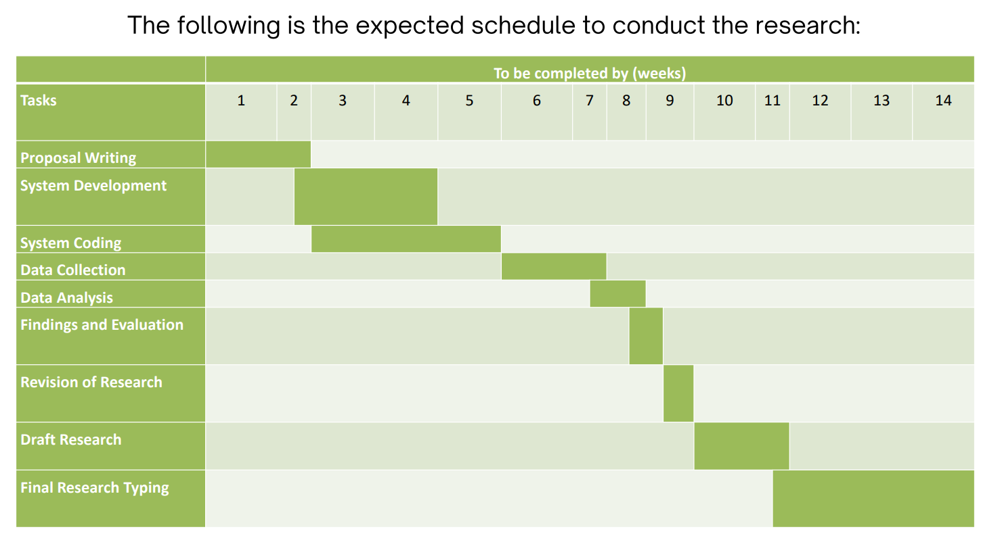 The following is the expected schedule to conduct the research:
To be completed by (weeks)
Tasks 1 2 3 4 5 6 7 8 9 10 11 12 13 14
Proposal Writing
System Development
System Coding
Data Collection
Data Analysis
Findings and Evaluation
Revision of Research
Draft Research
Final Research Typing